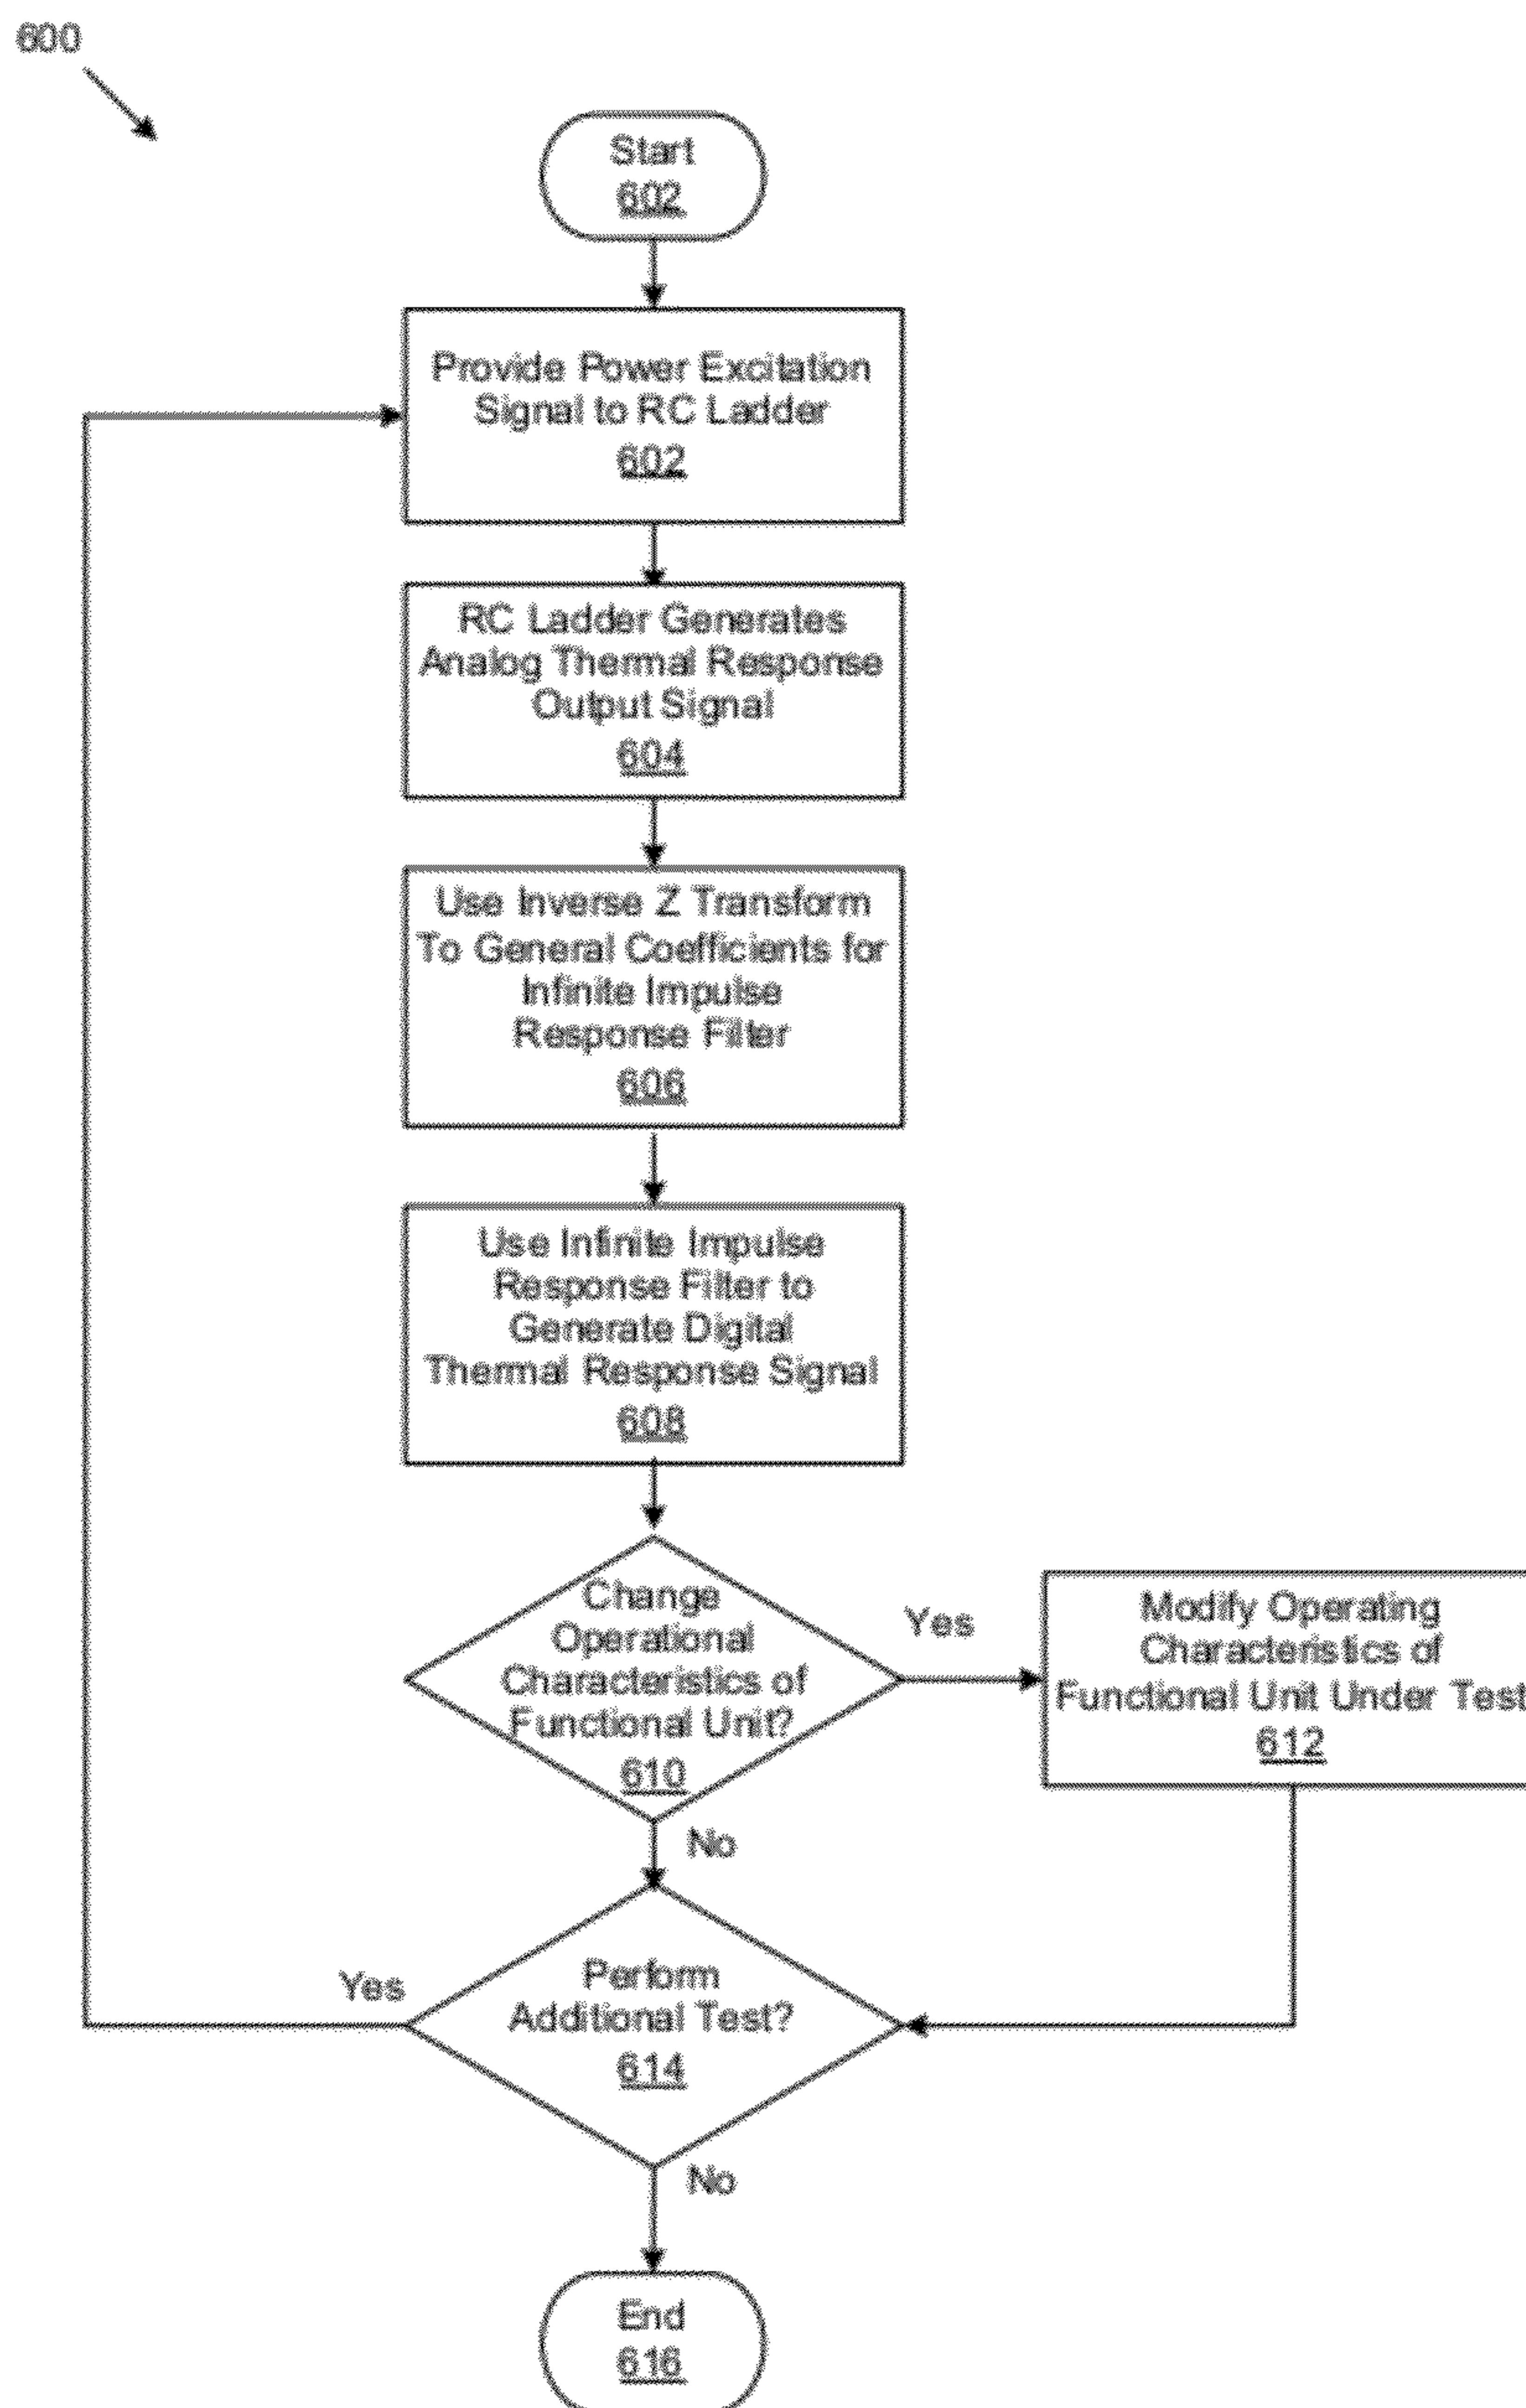 600
Start
602
Provide Power Excitation
Signal to RC Ladder
602
RC Ladder Generates
Analog Thermal Response
Output Signal
604
Use Inverse Z Transform
To General Coefficients for
Infinite Impulse
Response Filter
606
Use Infinite Impulse
Response Filter to
Generate Digital
Thermal Response Signal
608
Change
Operational
Characteristics of
Functional Unit?
610
Yes
Modify Operating
Characteristics of
Functional Unit Under Test
612
No
Yes
Perform
Additional Test?
614
No
End
616